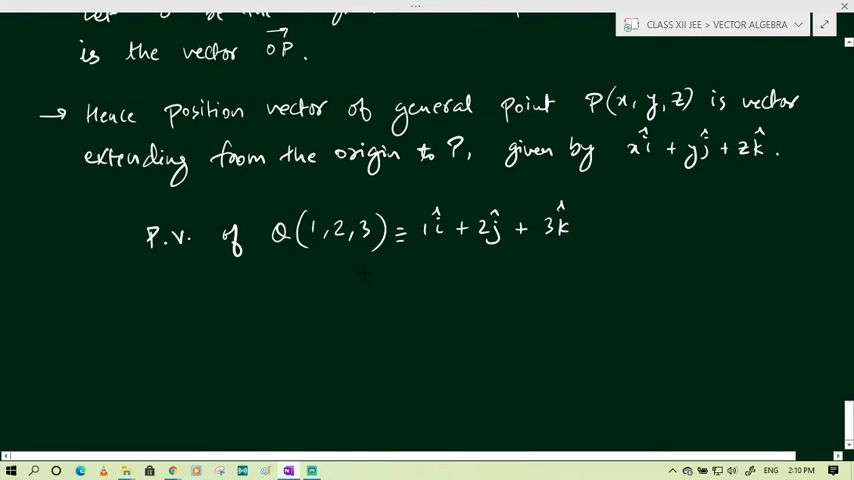 CLASS XII JEE > VECTOR ALGEBRA
is the vector \overrightarrow{OP}.
→ Hence position vector of general point P(x, y, z) is vector
extending from the origin to P, given by xî + yĵ + zk̂.
P.V. of Q(1, 2, 3) ≡ 1î + 2ĵ + 3k̂
ENG 2:10 PM